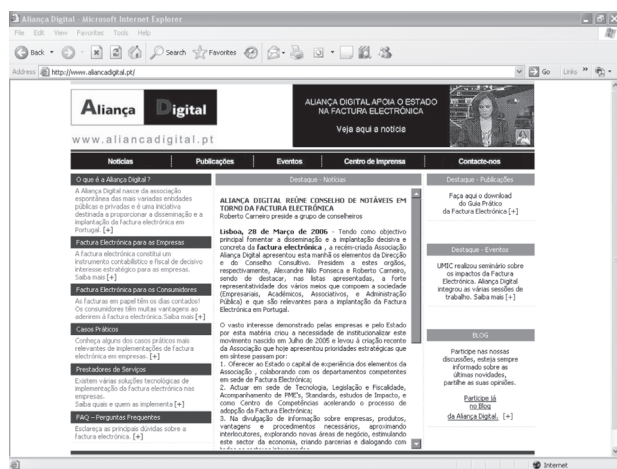 Aliança Digital - Microsoft Internet Explorer
File Edit View Favorites Tools Help
Back Search Favorites
Address http://www.aliancadigital.pt/ Go Links »
Aliança Digital
www.aliancadigital.pt
ALIANÇA DIGITAL APOIA O ESTADO
NA FACTURA ELECTRÓNICA
Veja aqui a notícia
Notícias Publicações Eventos Centro de Imprensa Contacte-nos
O que é a Aliança Digital ?
A Aliança Digital nasce da associação
espontânea das mais variadas entidades
públicas e privadas e é uma iniciativa
destinada a proporcionar a disseminação e a
implantação da factura electrónica em
Portugal. [+]
Factura Electrónica para as Empresas
A factura electrónica constitui um
instrumento contabilístico e fiscal de decisivo
interesse estratégico para as empresas.
Saiba mais [+]
Factura Electrónica para os Consumidores
As facturas em papel têm os dias contados!
Os consumidores têm muitas vantagens ao
aderirem à factura electrónica.Saiba mais [+]
Casos Práticos
Conheça alguns dos casos práticos mais
relevantes de implementações de factura
electrónica em empresas. [+]
Prestadores de Serviços
Existem várias soluções tecnológicas de
implementação da factura electrónica nas
empresas.
Saiba quais e quem as implementa [+]
FAQ – Perguntas Frequentes
Esclareça as principais dúvidas sobre a
factura electrónica. [+]
Destaque - Notícias
ALIANÇA DIGITAL REÚNE CONSELHO DE NOTÁVEIS EM
TORNO DA FACTURA ELECTRÓNICA
Roberto Carneiro preside a grupo de conselheiros
Lisboa, 28 de Março de 2006 - Tendo como objectivo
principal fomentar a disseminação e a implantação decisiva e
concreta da factura electrónica , a recém-criada Associação
Aliança Digital apresentou esta manhã os elementos da Direcção
e do Conselho Consultivo. Presidem a estes orgãos,
respectivamente, Alexandre Nilo Fonseca e Roberto Carneiro,
sendo de destacar, nas listas apresentadas, a forte
representatividade dos vários meios que compoem a sociedade
(Empresariais, Académicos, Associativos, e Administração
Pública) e que são relevantes para a implantação da Factura
Electrónica em Portugal.
O vasto interesse demonstrado pelas empresas e pelo Estado
por esta matéria criou a necessidade de institucionalizar este
movimento nascido em Julho de 2005 e levou à criação recente
da Associação que hoje apresentou prioridades estratégicas que
em síntese passam por:
1. Oferecer ao Estado o capital de experiência dos elementos da
Associação , colaborando com os departamentos competentes
em sede de Factura Electrónica;
2. Actuar em sede de Tecnologia, Legislação e Fiscalidade,
Acompanhamento de PME's, Standards, estudos de Impacto, e
como Centro de Competências acelerando o processo de
adopção da Factura Electrónica;
3. Na divulgação de informação sobre empresas, produtos,
vantagens e procedimentos necessários, aproximando
interlocutores, explorando novas áreas de negócio, estimulando
este sector da economia, criando parcerias e dialogando com
Destaque - Publicações
Faça aqui o download
do Guia Prático
da Factura Electrónica [+]
Destaque - Eventos
UMIC realizou seminário sobre
os impactos da Factura
Electrónica. Aliança Digital
integrou as várias sessões de
trabalho. Saiba mais [+]
BLOG
Participe nas nossas
discussões, esteja sempre
informado sobre as
últimas novidades,
partilhe as suas opiniões.
Participe Já
no Blog
da Aliança Digital. [+]
Internet